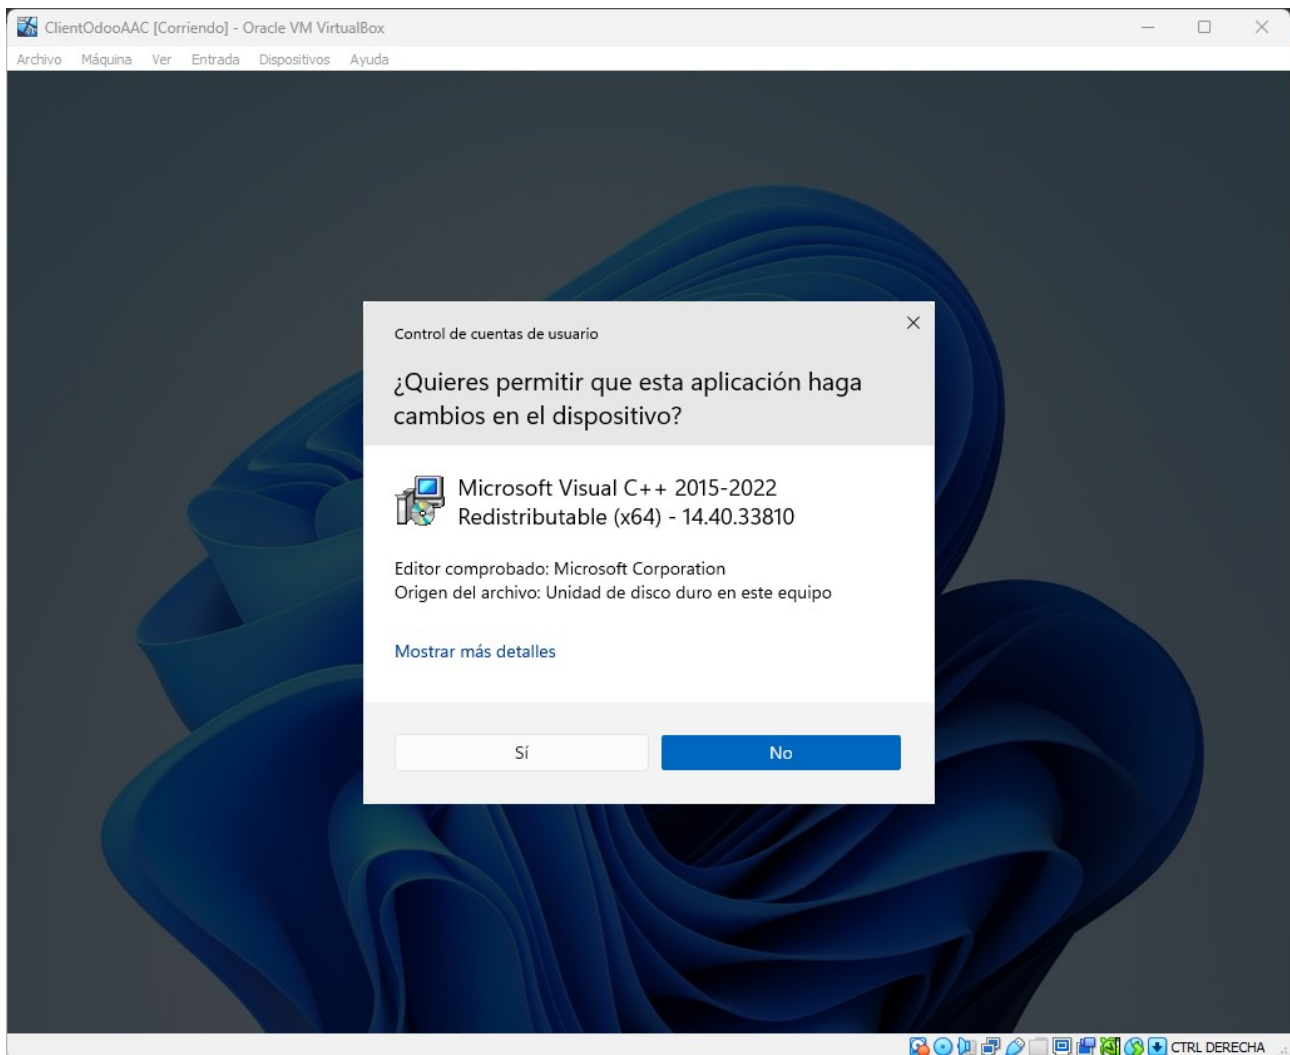 ClientOdooAAC [Corriendo] - Oracle VM VirtualBox
Archivo Máquina Ver Entrada Dispositivos Ayuda
Control de cuentas de usuario
¿Quieres permitir que esta aplicación haga
cambios en el dispositivo?
Microsoft Visual C++ 2015-2022
Redistributable (x64) - 14.40.33810
Editor comprobado: Microsoft Corporation
Origen del archivo: Unidad de disco duro en este equipo
Mostrar más detalles
Sí No
CTRL DERECHA